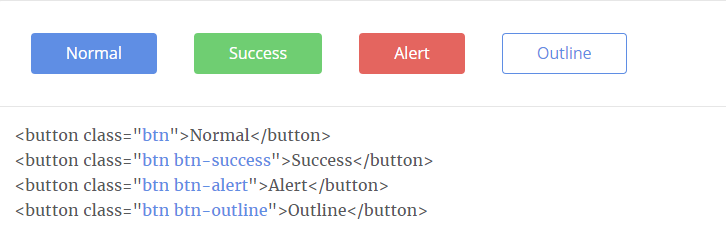 Normal Success Alert Outline
<button class="btn">Normal</button>
<button class="btn btn-success">Success</button>
<button class="btn btn-alert">Alert</button>
<button class="btn btn-outline">Outline</button>